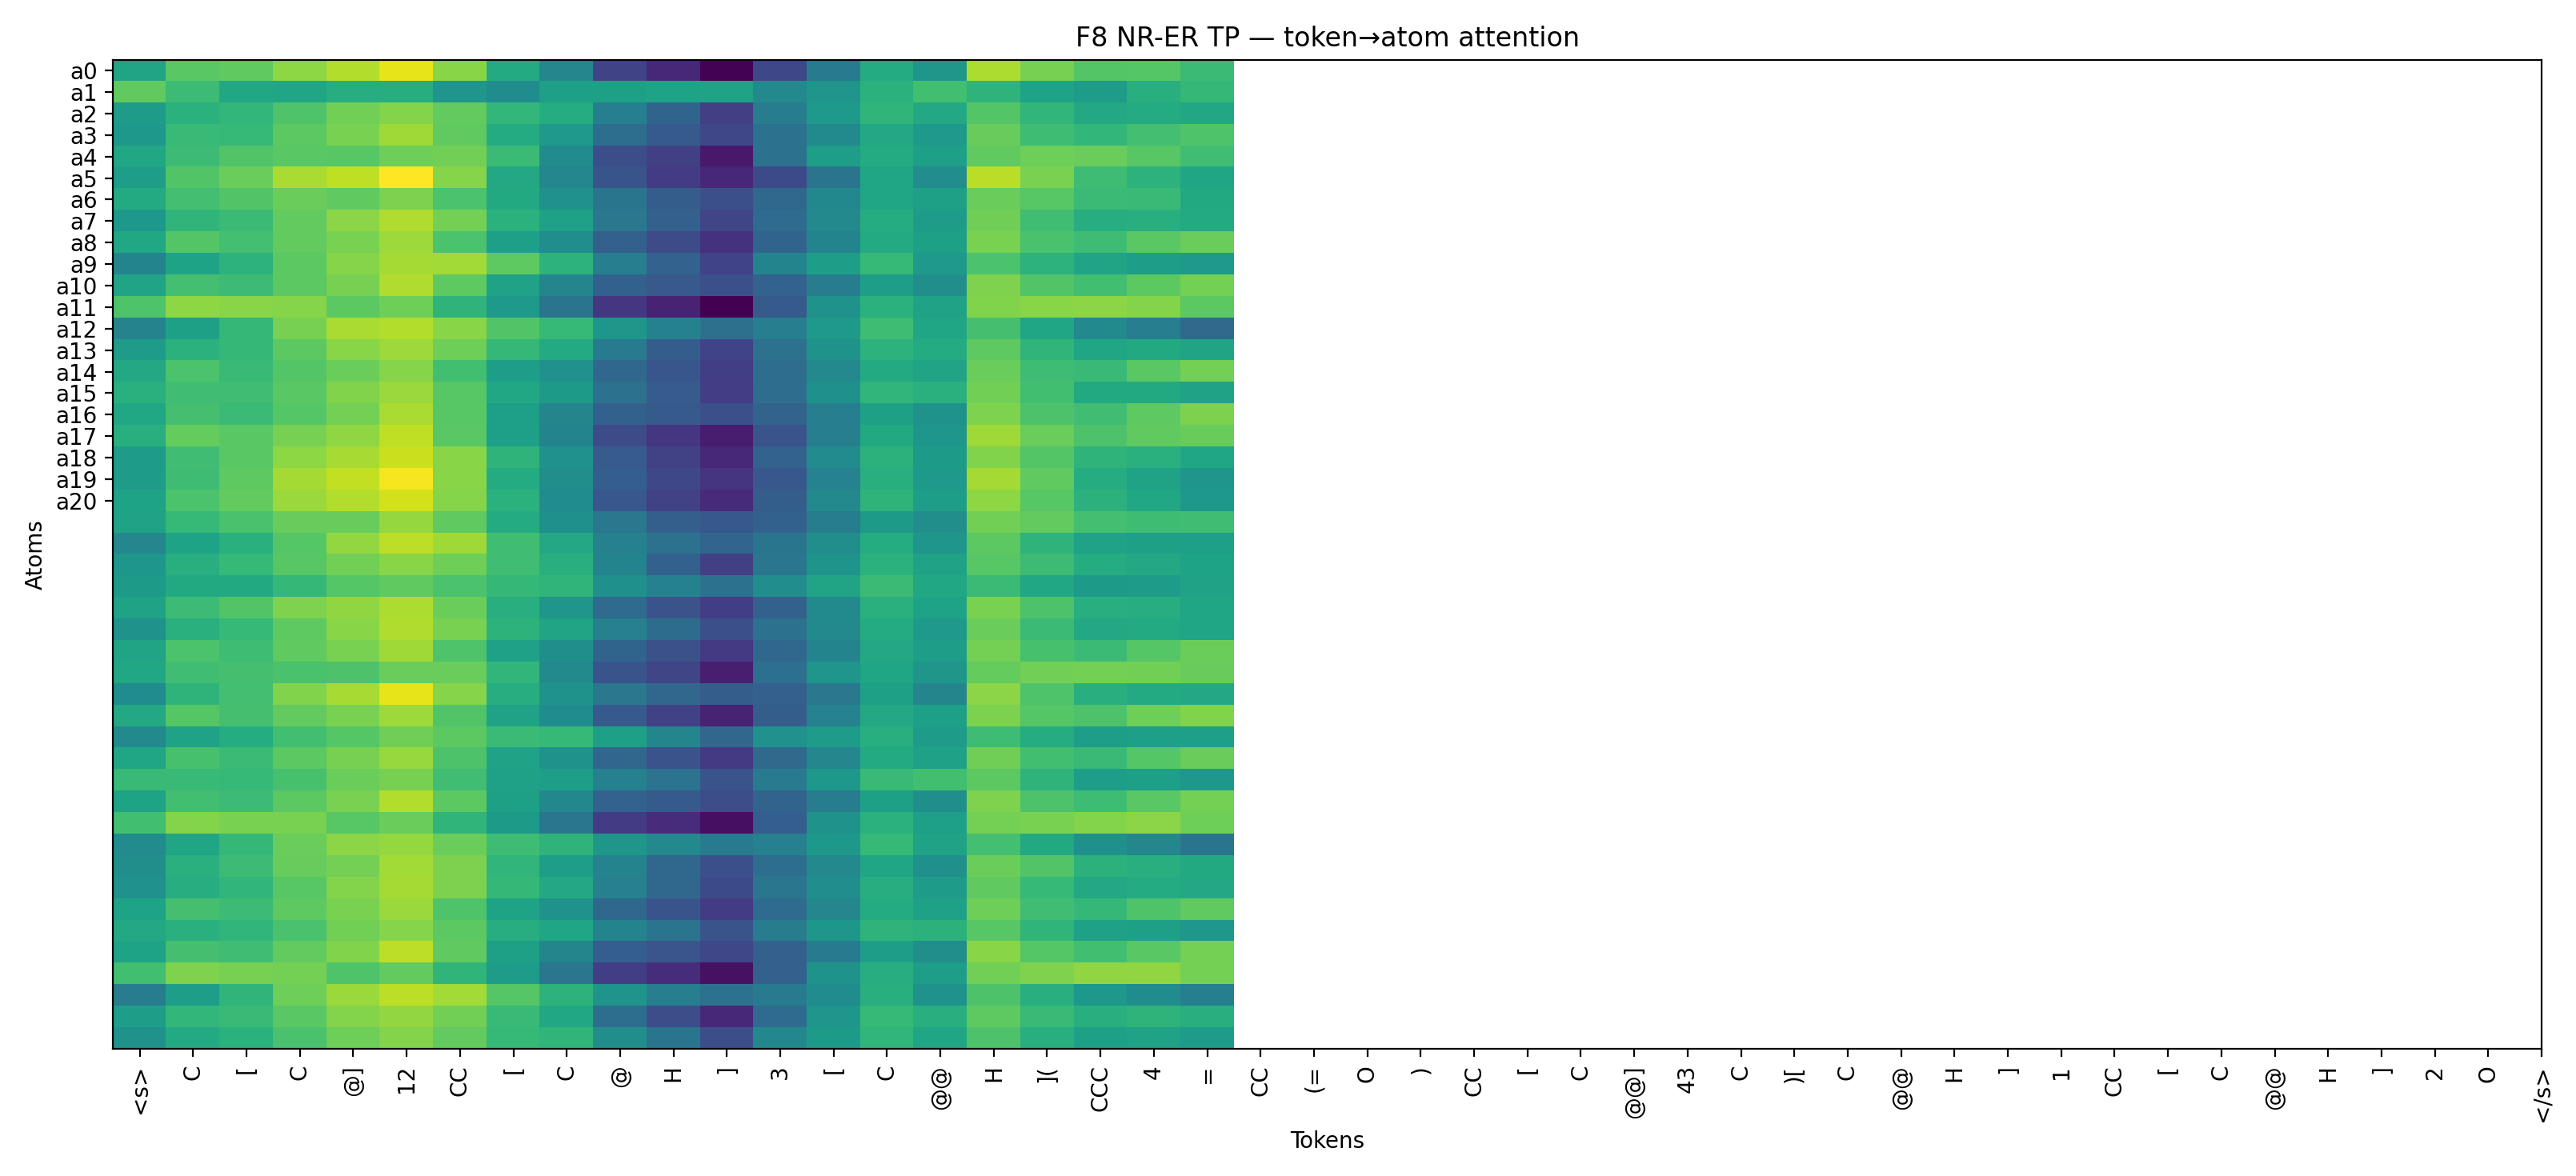 F8 NR-ER TP — token→atom attention
a0
a1
a2
a3
a4
a5
a6
a7
a8
a9
a10
a11
a12
a13
a14
a15
a16
a17
a18
a19
a20
Atoms
<s> C [ C @] 12 CC [ C @ H ] 3 [ C @@ H ]( CCC 4 = CC (= O ) CC [ C @@] 43 C )[ C @@ H ] 1 CC [ C @@ H ] 2 O </s>
Tokens